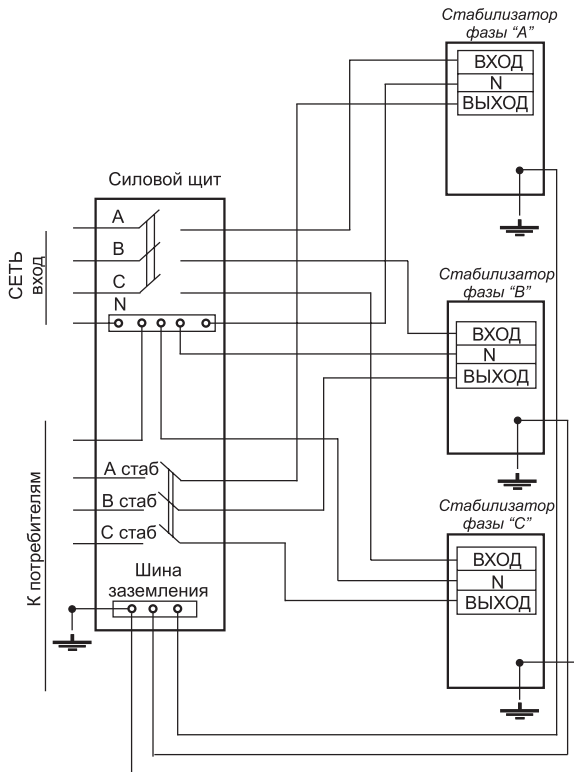 Стабилизатор
фазы “А”
ВХОД
N
ВЫХОД
Силовой щит
А
В
С
N
СЕТЬ
вход
Стабилизатор
фазы “В”
ВХОД
N
ВЫХОД
К потребителям
А стаб
В стаб
С стаб
Шина
заземления
Стабилизатор
фазы “С”
ВХОД
N
ВЫХОД